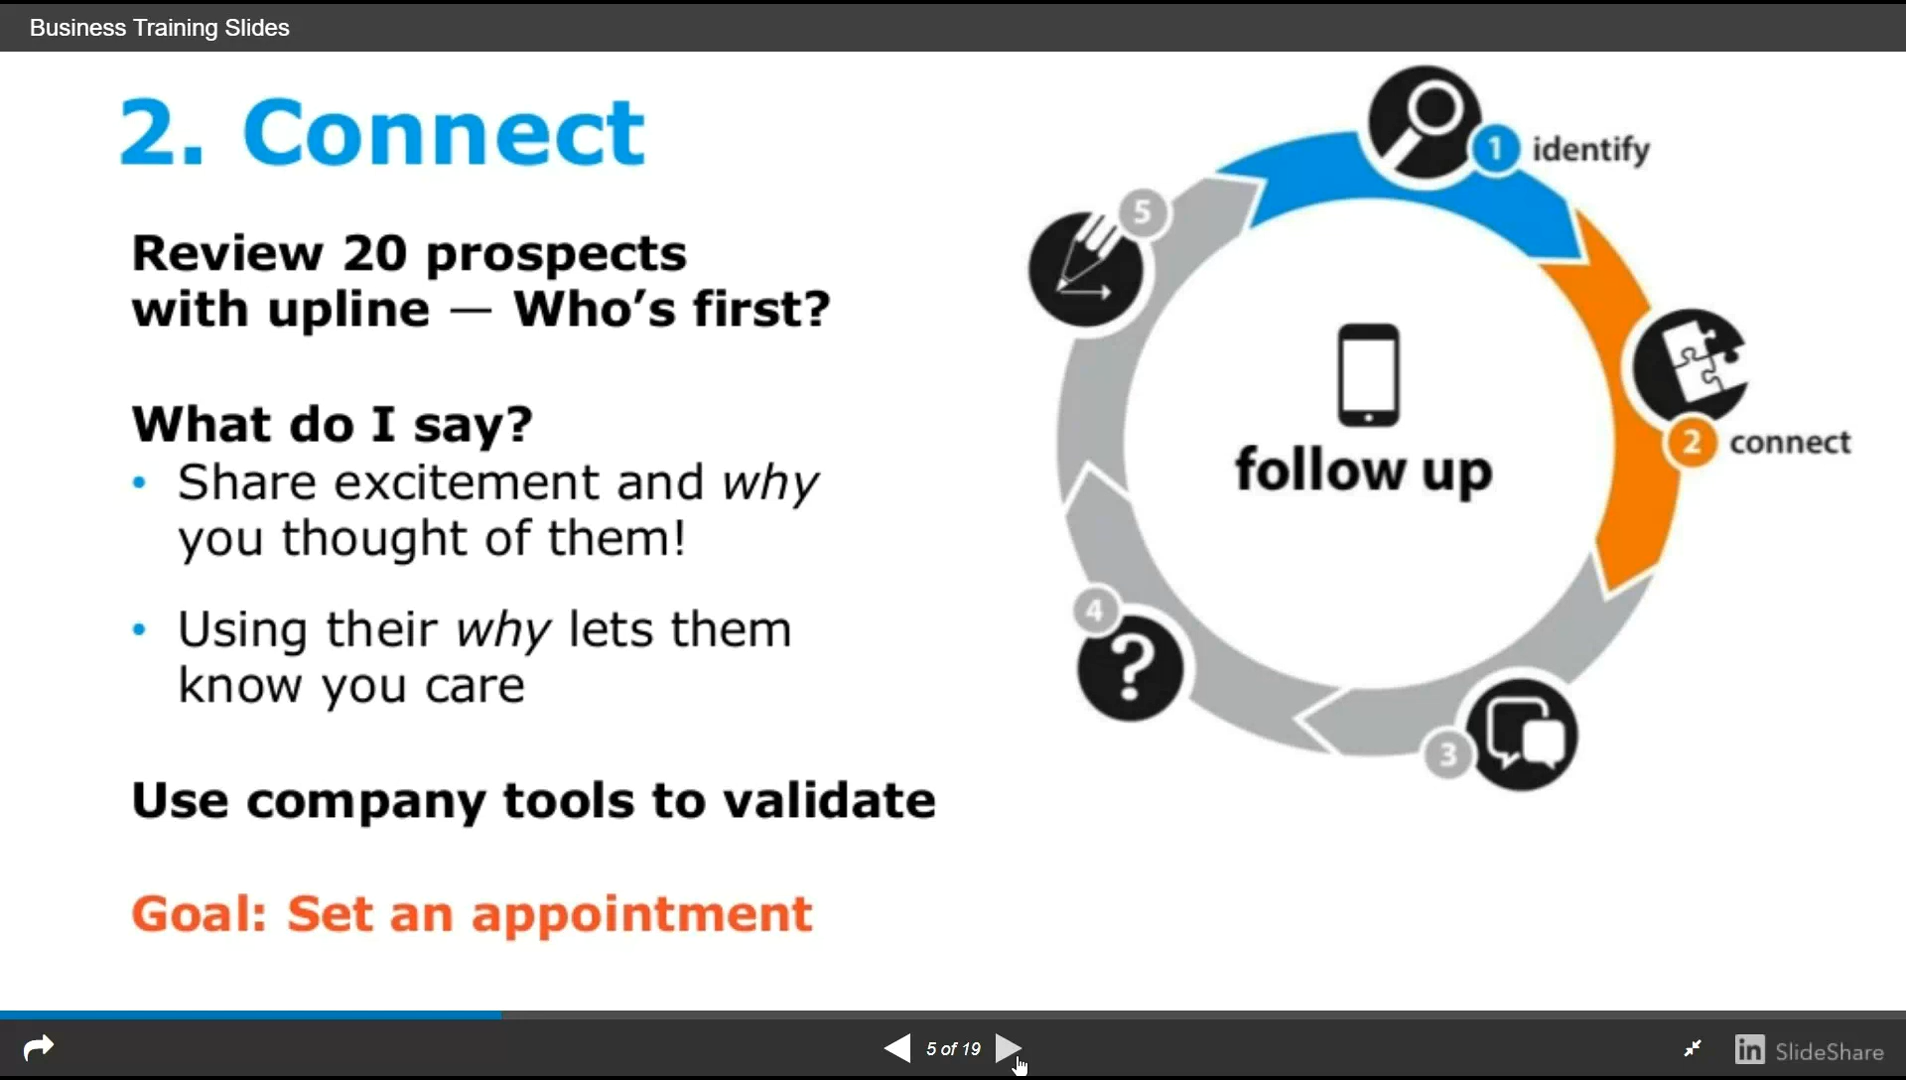 Business Training Slides
2. Connect
Review 20 prospects
with upline — Who’s first?
What do I say?
• Share excitement and why
you thought of them!
• Using their why lets them
know you care
Use company tools to validate
Goal: Set an appointment
1 identify
5
follow up
2 connect
4
?
3
5 of 19
in SlideShare